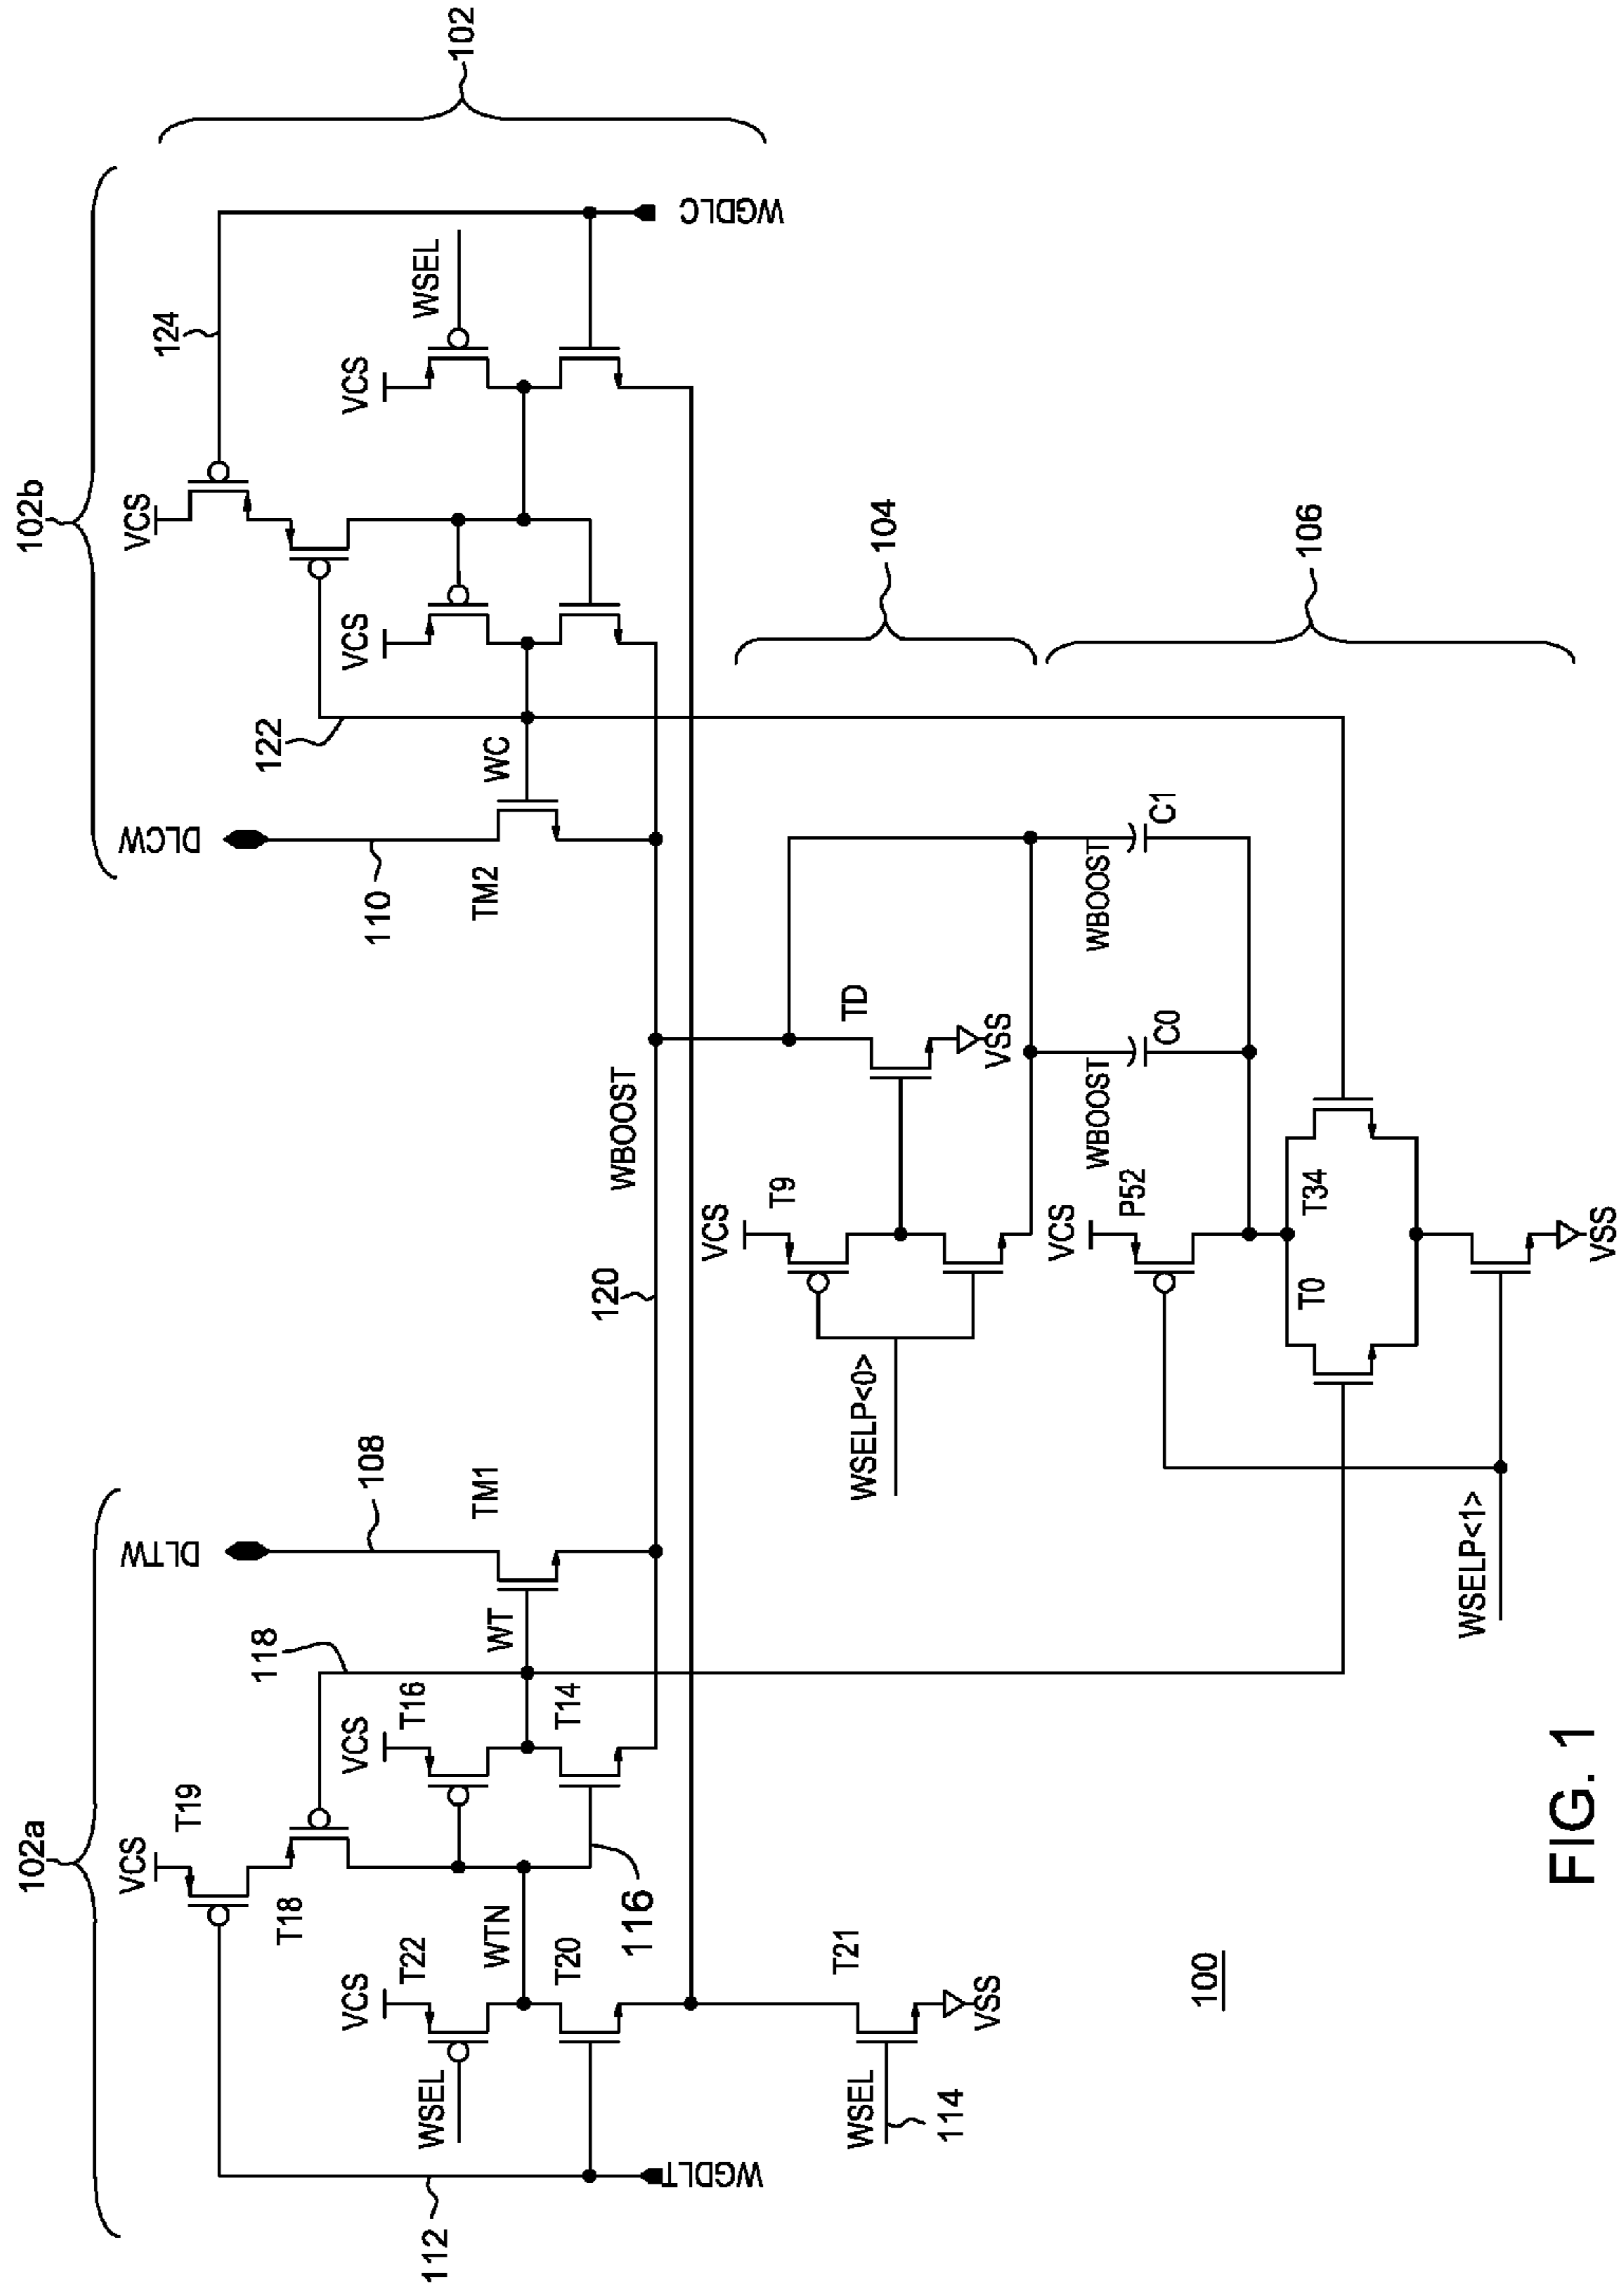 102a
102b
102
VCS
T19
T18
112
WGDLT
WSEL
VCS
T22
WTN
T20
116
VCS
T16
T14
118
WT
DLTW
108
TM1
120
WBOOST
DLCW
110
TM2
WC
122
VCS
VCS
124
VCS
WSEL
WGDLC
WSEL
114
T21
VSS
104
VCS
T9
TD
VSS
WSELP<0>
106
VCS
P52
WBOOST
C0
WBOOST
C1
T0
T34
WSELP<1>
VSS
100
FIG. 1